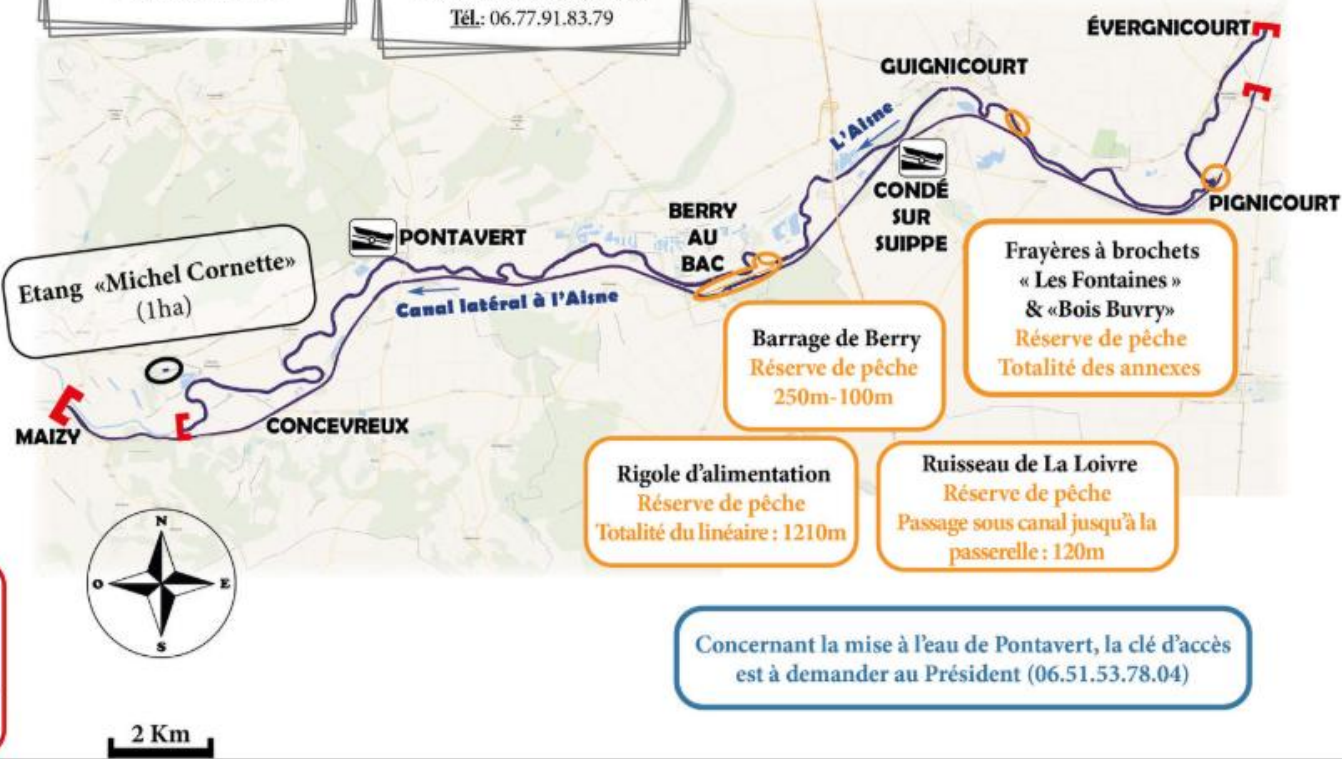 Tél.: 06.77.91.83.79
ÉVERGNICOURT
GUIGNICOURT
L'Aisne
CONDÉ
SUR
SUIPPE
PIGNICOURT
BERRY
AU
BAC
PONTAVERT
Canal latéral à l'Aisne
Etang «Michel Cornette»
(1ha)
MAIZY
CONCEVREUX
Frayères à brochets
« Les Fontaines »
& «Bois Buvry»
Réserve de pêche
Totalité des annexes
Barrage de Berry
Réserve de pêche
250m-100m
Rigole d'alimentation
Réserve de pêche
Totalité du linéaire : 1210m
Ruisseau de La Loivre
Réserve de pêche
Passage sous canal jusqu'à la
passerelle : 120m
N
O
E
S
Concernant la mise à l'eau de Pontavert, la clé d'accès
est à demander au Président (06.51.53.78.04)
2 Km